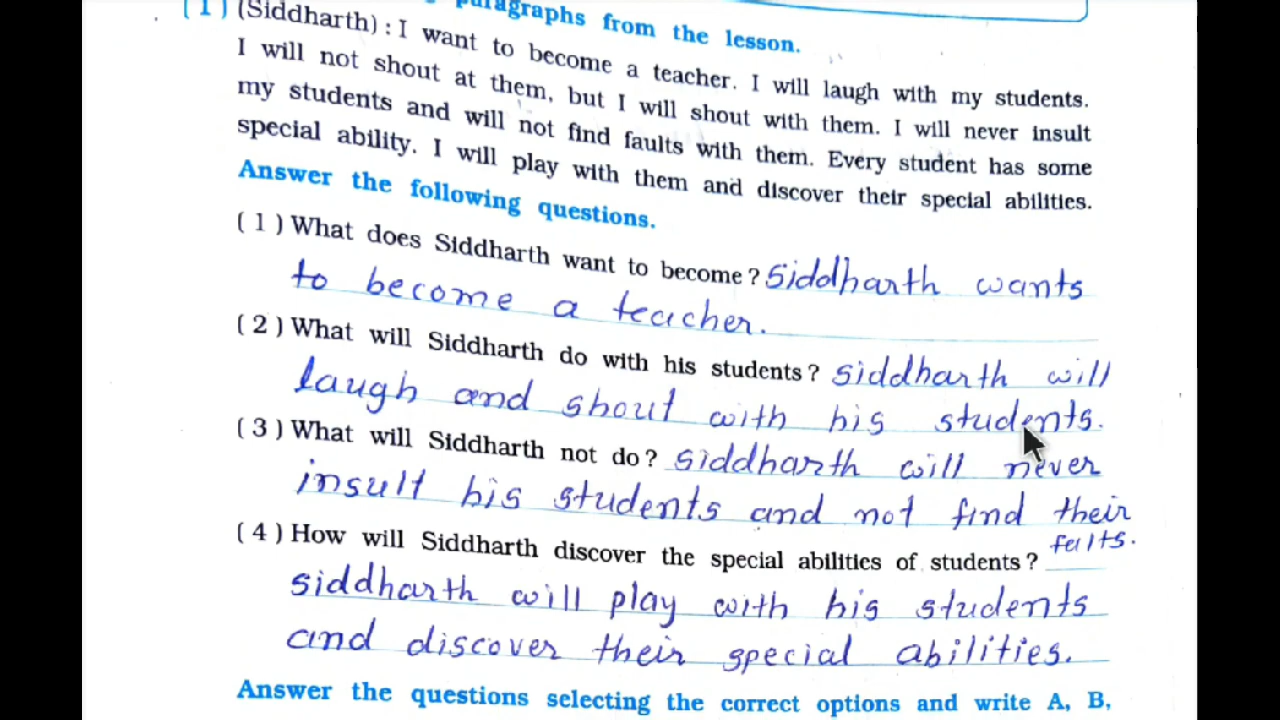 paragraphs from the lesson.
(1) (Siddharth) : I want to become a teacher. I will laugh with my students.
I will not shout at them, but I will shout with them. I will never insult
my students and will not find faults with them. Every student has some
special ability. I will play with them and discover their special abilities.
Answer the following questions.
(1) What does Siddharth want to become? Siddharth wants
to become a teacher.
(2) What will Siddharth do with his students? Siddharth will
laugh and shout with his students.
(3) What will Siddharth not do? Siddharth will never
insult his students and not find their
falts.
(4) How will Siddharth discover the special abilities of students?
Siddharth will play with his students
and discover their special abilities.
Answer the questions selecting the correct options and write A, B,